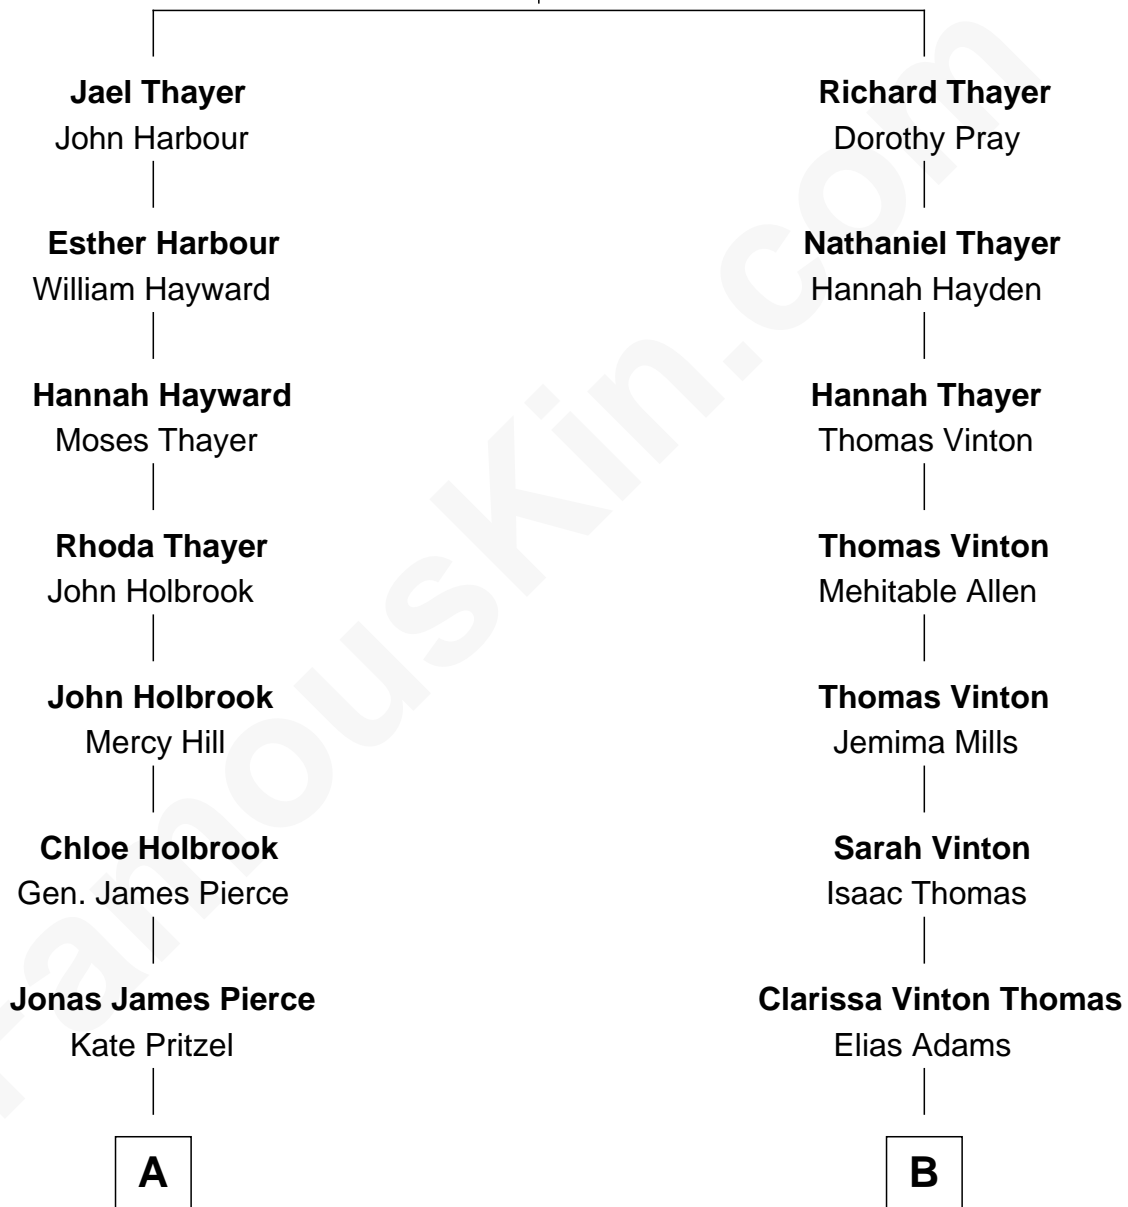 Jael Thayer
John Harbour
Richard Thayer
Dorothy Pray
Esther Harbour
William Hayward
Nathaniel Thayer
Hannah Hayden
Hannah Hayward
Moses Thayer
Hannah Thayer
Thomas Vinton
Rhoda Thayer
John Holbrook
Thomas Vinton
Mehitable Allen
John Holbrook
Mercy Hill
Thomas Vinton
Jemima Mills
Chloe Holbrook
Gen. James Pierce
Sarah Vinton
Isaac Thomas
Jonas James Pierce
Kate Pritzel
Clarissa Vinton Thomas
Elias Adams
A
B
FamousKin.com